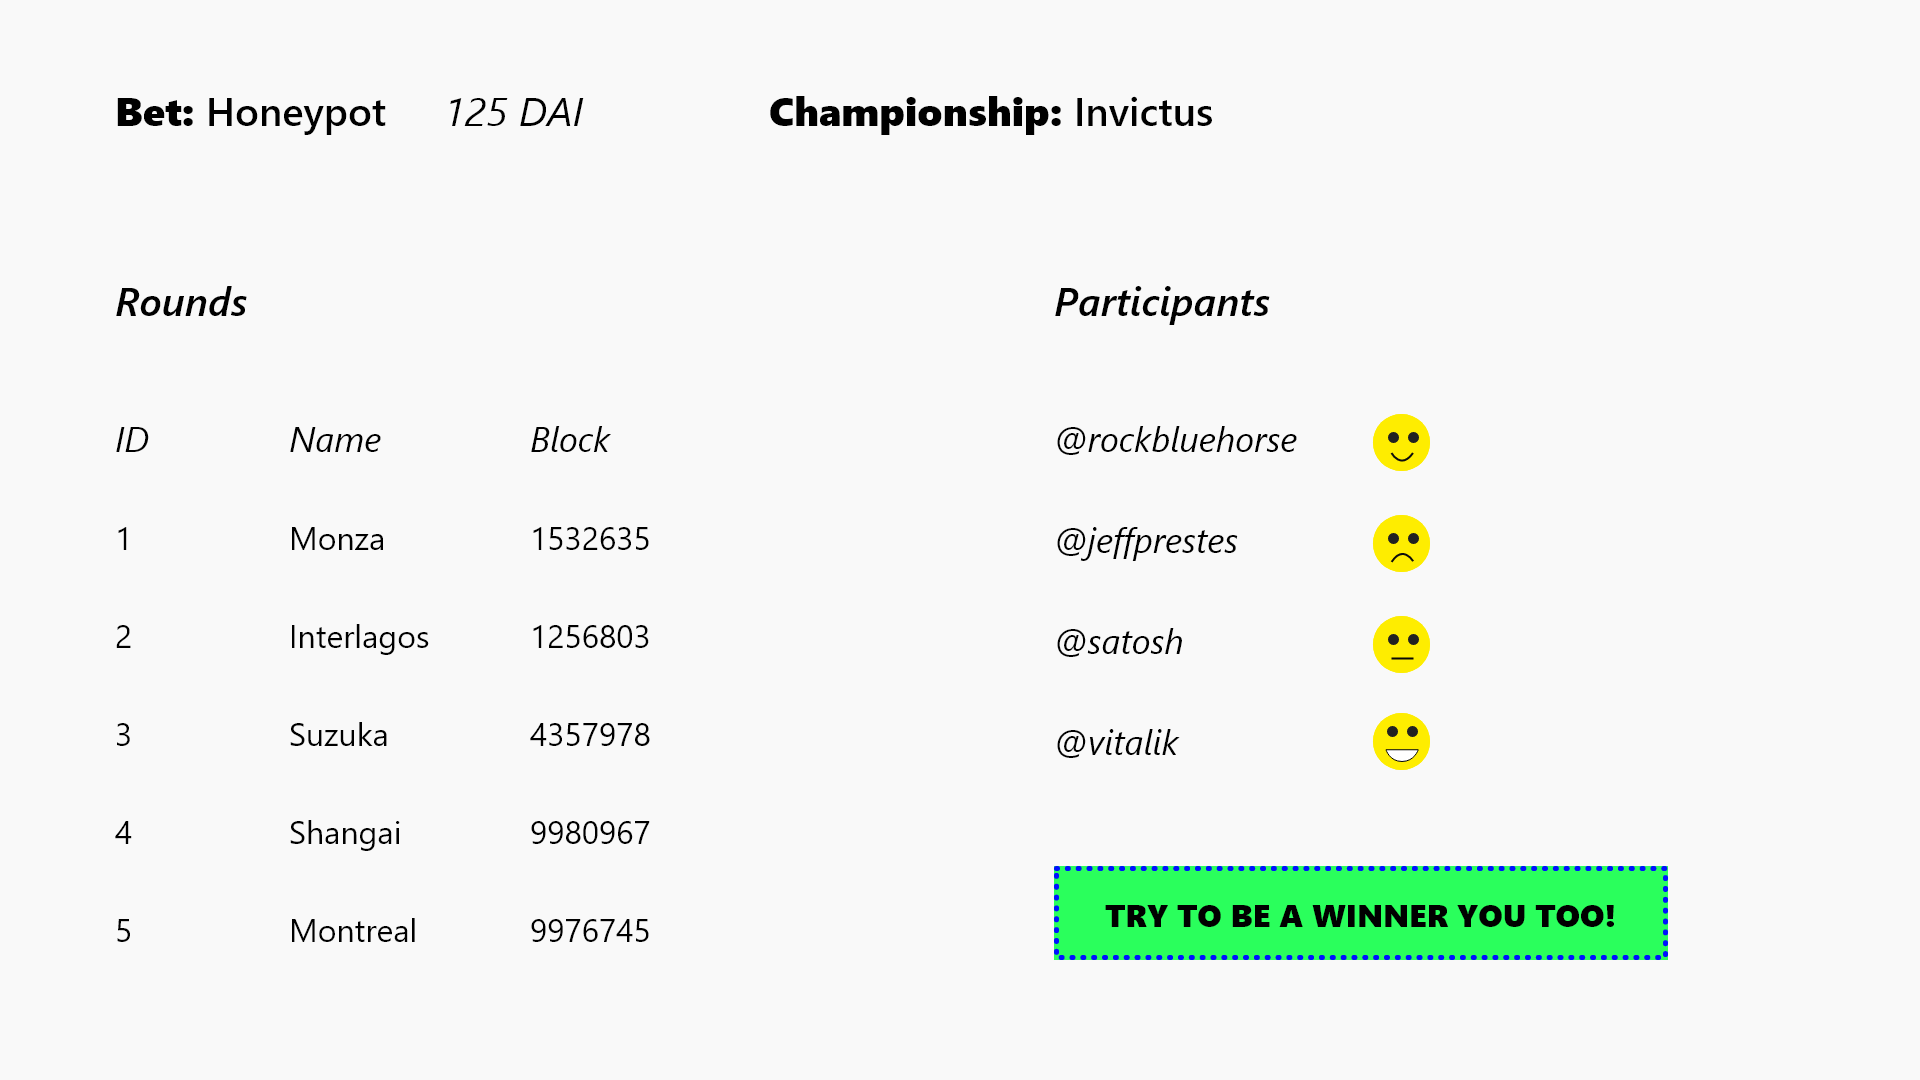 Bet: Honeypot 125 DAI Championship: Invictus
Rounds
ID Name Block
1 Monza 1532635
2 Interlagos 1256803
3 Suzuka 4357978
4 Shangai 9980967
5 Montreal 9976745
Participants
@rockbluehorse
@jeffprestes
@satosh
@vitalik
TRY TO BE A WINNER YOU TOO!